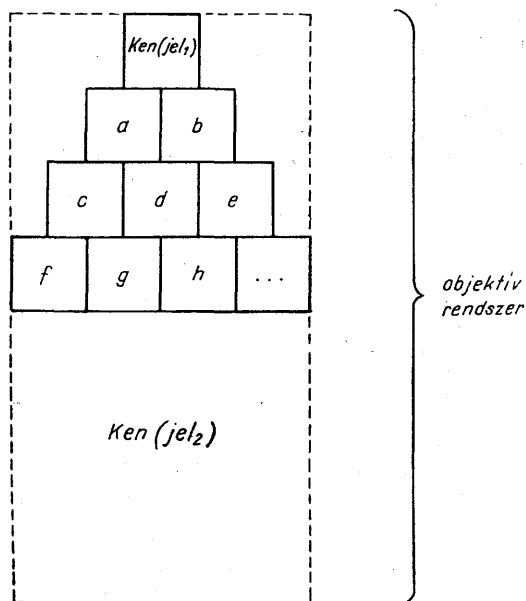 Ken(jel₁)
a b
c d e
f g h ...
objektív
rendszer
Ken (jel₂)